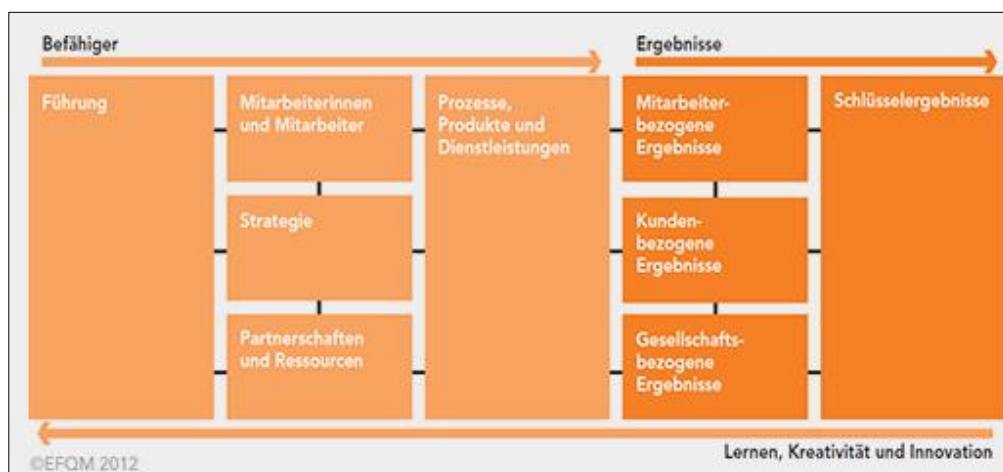 Befähiger
Ergebnisse
Führung
Mitarbeiterinnen
und Mitarbeiter
Prozesse,
Produkte und
Dienstleistungen
Mitarbeiter-
bezogene
Ergebnisse
Schlüsselergebnisse
Strategie
Kunden-
bezogene
Ergebnisse
Partnerschaften
und Ressourcen
Gesellschafts-
bezogene
Ergebnisse
Lernen, Kreativität und Innovation
©EFQM 2012